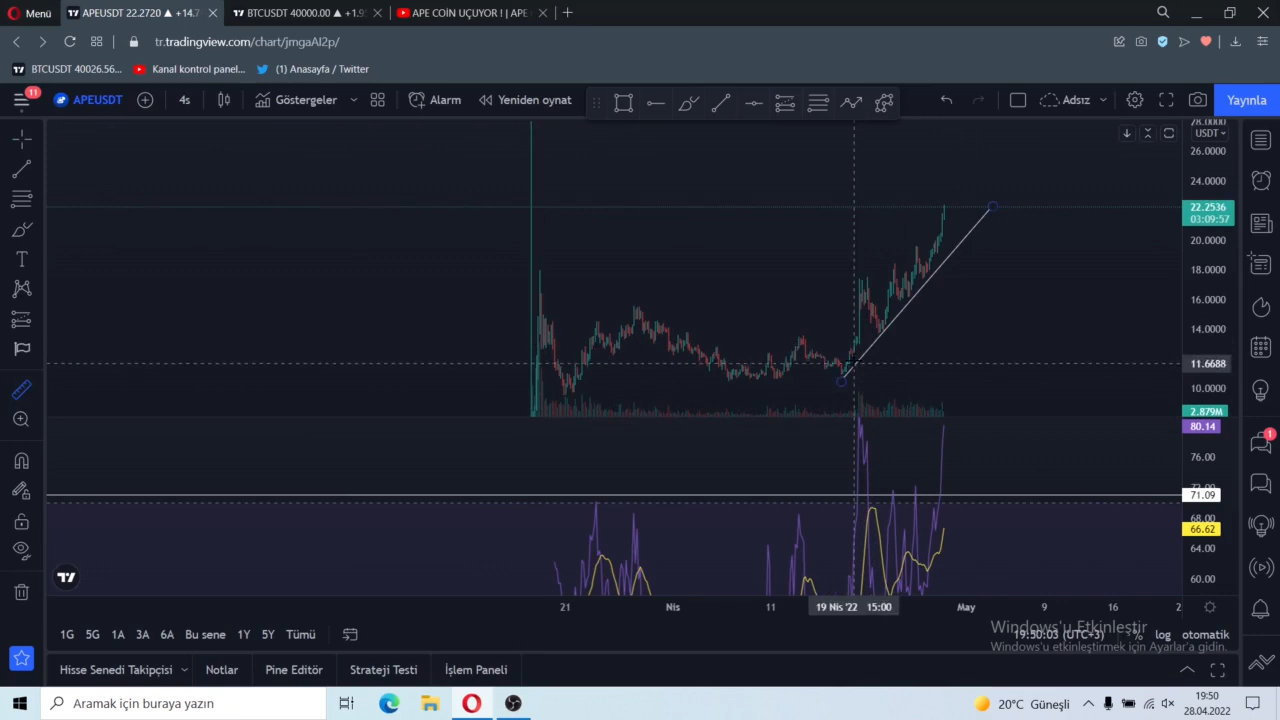 Menü
APEUSDT 22.2720 ▲ +14.7
BTCUSDT 40000.00 ▲ +1.9
APE COİN UÇUYOR ! | APE
tr.tradingview.com/chart/jmgaAI2p/
BTCUSDT 40026.56...
Kanal kontrol panel...
(1) Anasayfa / Twitter
11
APEUSDT
4s
Göstergeler
Alarm
Yeniden oynat
Adsız
Yayınla
28.0000
USDT
26.0000
24.0000
22.2536
03:09:57
20.0000
18.0000
16.0000
14.0000
11.6688
10.0000
2.879M
80.14
76.00
72.00
71.09
68.00
66.62
64.00
60.00
1
21
Nis
11
19 Nis '22 15:00
May
9
16
2
1G 5G 1A 3A 6A Bu sene 1Y 5Y Tümü
19:50:03 (UTC+3)
%
log
otomatik
Windows'u Etkinleştir
Windows'u etkinleştirmek için Ayarlar'a gidin.
Hisse Senedi Takipçisi
Notlar
Pine Editör
Strateji Testi
İşlem Paneli
Aramak için buraya yazın
20°C Güneşli
19:50
28.04.2022